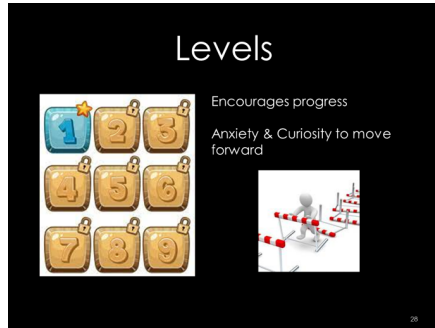 Levels
Encourages progress
Anxiety & Curiosity to move
forward
1 2 3
4 5 6
7 8 9
28